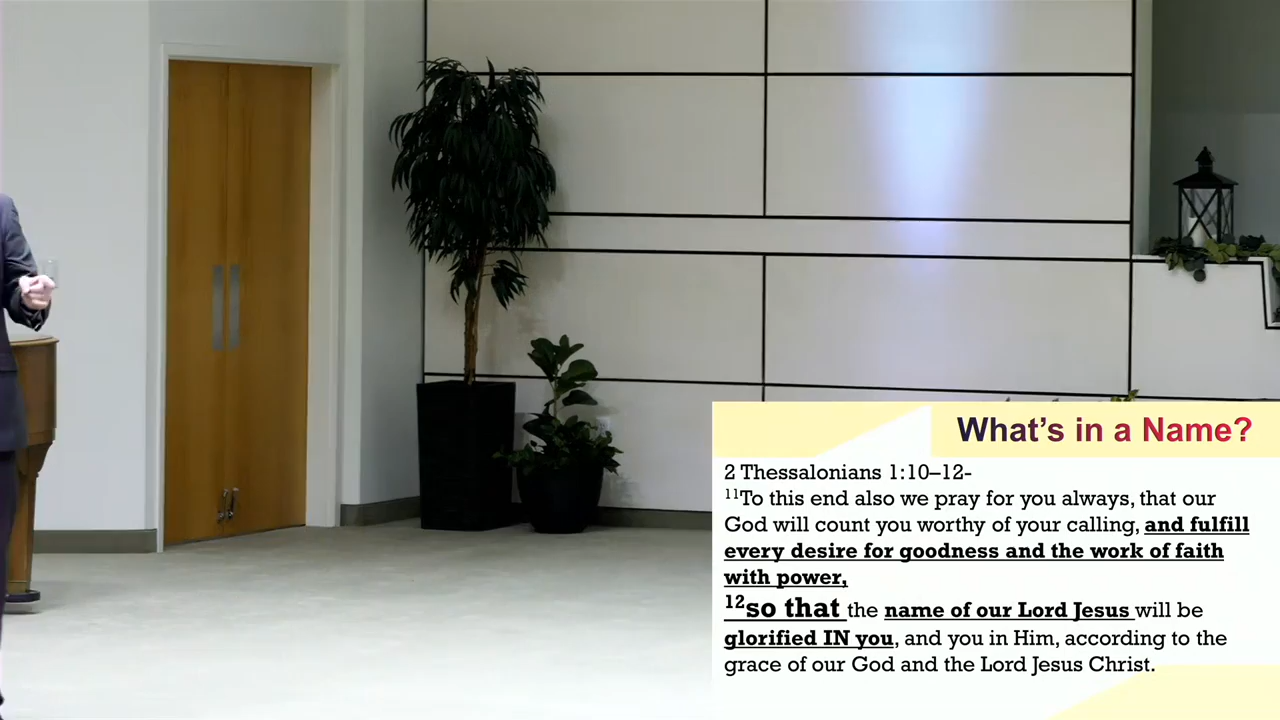 What's in a Name?
2 Thessalonians 1:10–12-
¹¹To this end also we pray for you always, that our
God will count you worthy of your calling, and fulfill
every desire for goodness and the work of faith
with power,
¹²so that the name of our Lord Jesus will be
glorified IN you, and you in Him, according to the
grace of our God and the Lord Jesus Christ.